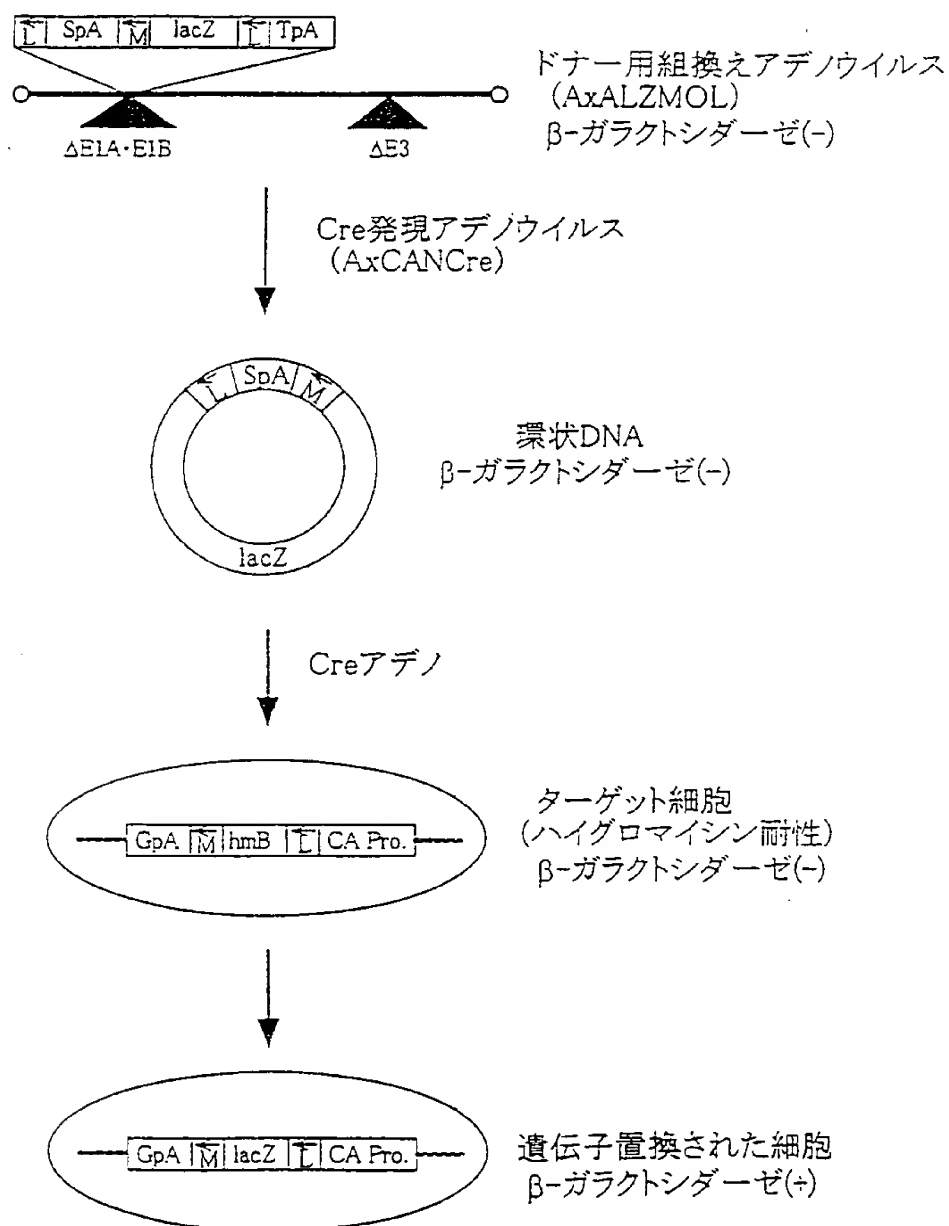 L SpA M lacZ L TpA
ドナー用組換えアデノウイルス
(AxALZMOL)
β-ガラクトシダーゼ(-)
ΔE1A·E1B
ΔE3
Cre発現アデノウイルス
(AxCANCre)
L SpA M
lacZ
環状DNA
β-ガラクトシダーゼ(-)
Creアデノ
GpA M hmB L CA Pro.
ターゲット細胞
(ハイグロマイシン耐性)
β-ガラクトシダーゼ(-)
GpA M lacZ L CA Pro.
遺伝子置換された細胞
β-ガラクトシダーゼ(+)